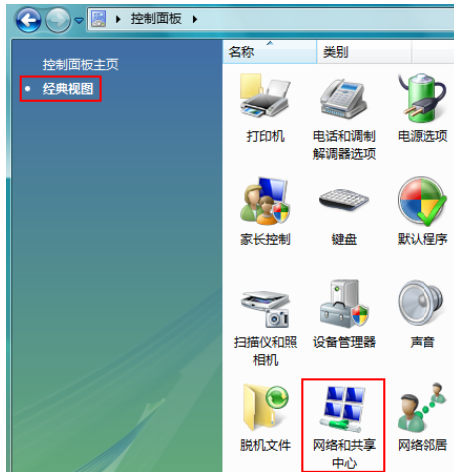 控制面板
名称 类别
控制面板主页
经典视图
打印机 电话和调制 电源选项
解调器选项
家长控制 键盘 默认程序
扫描仪和照 设备管理器 声音
相机
脱机文件 网络和共享 网络邻居
中心